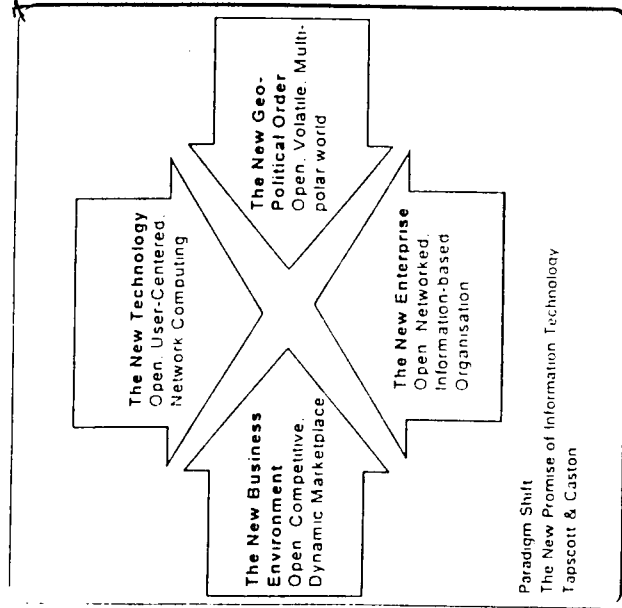 The New Technology
Open. User-Centered.
Network Computing
The New Business
Environment
Open Competitive.
Dynamic Marketplace
The New Geo-
Political Order
Open. Volatile. Multi-
polar world
The New Enterprise
Open Networked.
Information-based
Organisation
Paradigm Shift
The New Promise of Information Technology
Tapscott & Caston